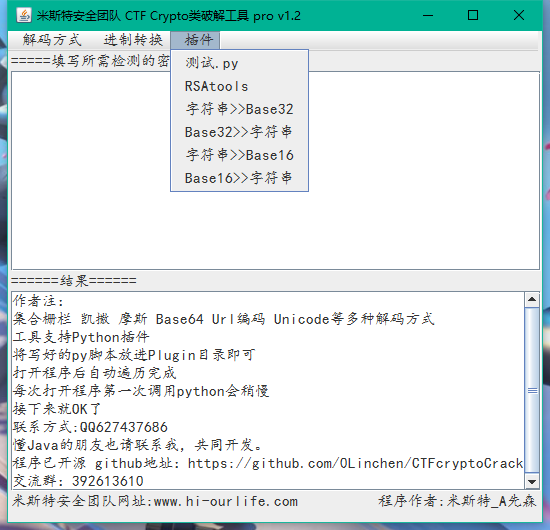 米斯特安全团队 CTF Crypto类破解工具 pro v1.2
解码方式 进制转换 插件
=====填写所需检测的密
测试.py
RSAtools
字符串>>Base32
Base32>>字符串
字符串>>Base16
Base16>>字符串
======结果======
作者注:
集合栅栏 凯撒 摩斯 Base64 Url编码 Unicode等多种解码方式
工具支持Python插件
将写好的py脚本放进Plugin目录即可
打开程序后自动遍历完成
每次打开程序第一次调用python会稍慢
接下来就OK了
联系方式:QQ627437686
懂Java的朋友也请联系我，共同开发。
程序已开源 github地址: https://github.com/0Linchen/CTFcryptoCrack
交流群: 392613610
米斯特安全团队网址:www.hi-ourlife.com 程序作者:米斯特_A先森